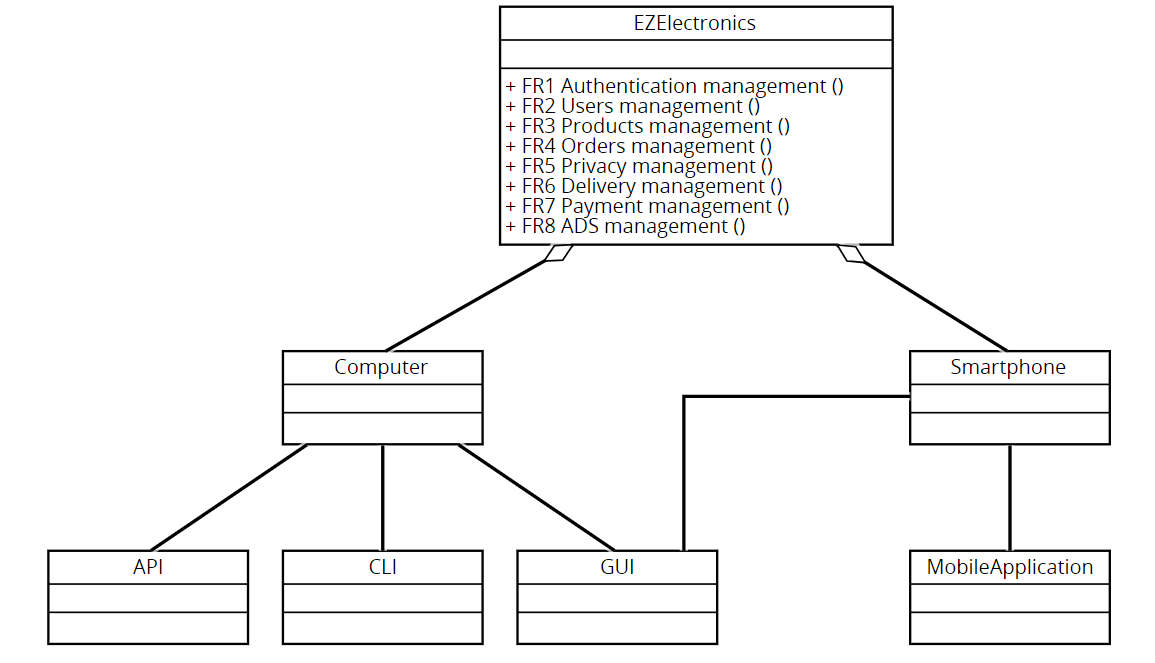 EZElectronics
+ FR1 Authentication management ()
+ FR2 Users management ()
+ FR3 Products management ()
+ FR4 Orders management ()
+ FR5 Privacy management ()
+ FR6 Delivery management ()
+ FR7 Payment management ()
+ FR8 ADS management ()
Computer
Smartphone
API
CLI
GUI
MobileApplication